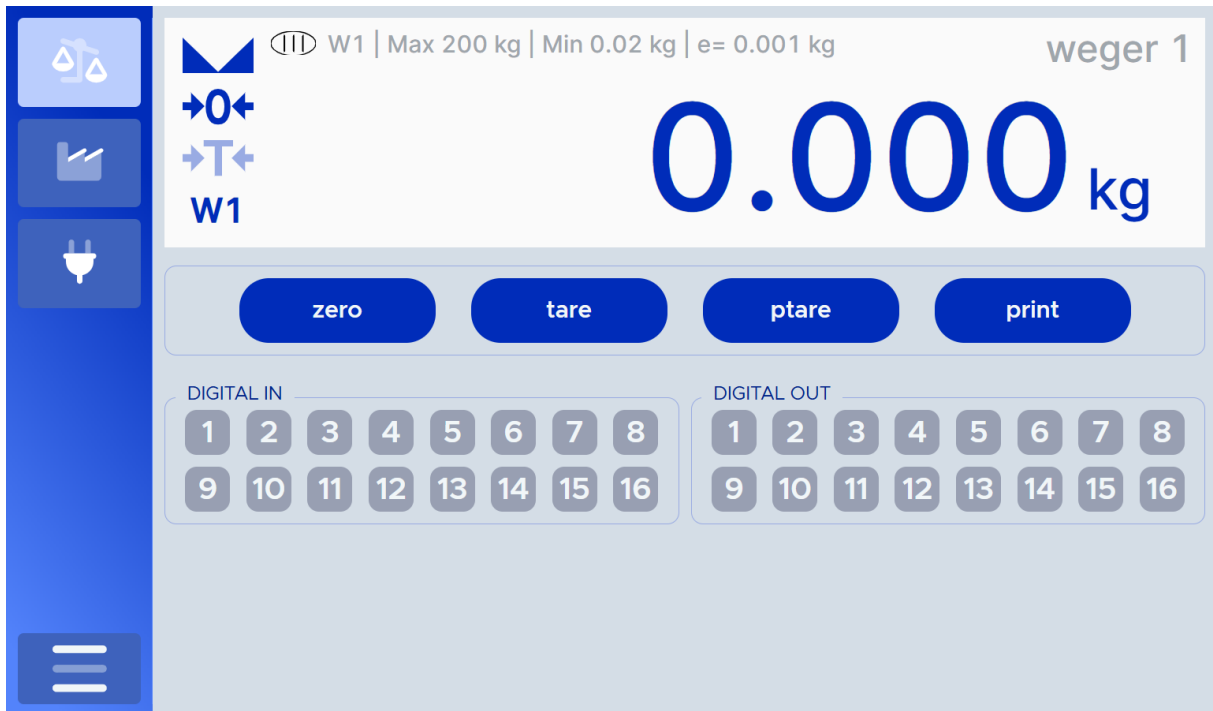 III W1 | Max 200 kg | Min 0.02 kg | e= 0.001 kg
weger 1
→0←
→T←
W1
0.000 kg
zero tare ptare print
DIGITAL IN
1 2 3 4 5 6 7 8
9 10 11 12 13 14 15 16
DIGITAL OUT
1 2 3 4 5 6 7 8
9 10 11 12 13 14 15 16